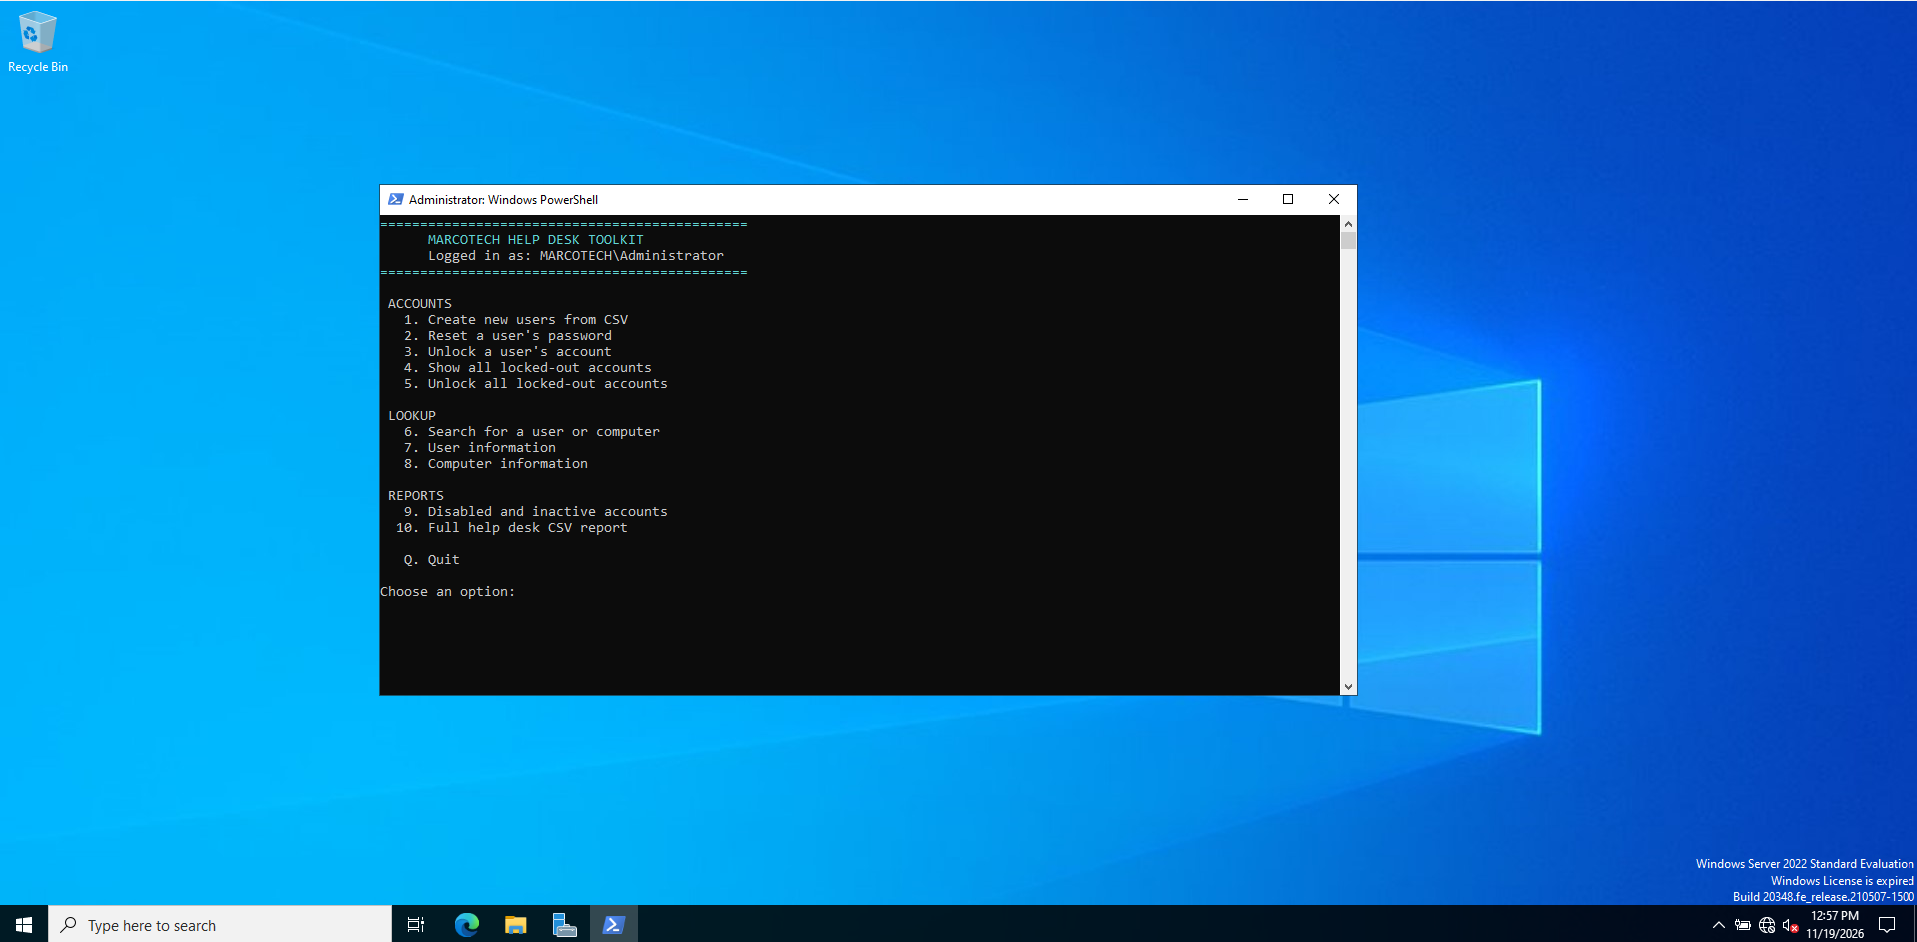 Recycle Bin
Administrator: Windows PowerShell
==============================================
MARCOTECH HELP DESK TOOLKIT
Logged in as: MARCOTECH\Administrator
==============================================
ACCOUNTS
1. Create new users from CSV
2. Reset a user's password
3. Unlock a user's account
4. Show all locked-out accounts
5. Unlock all locked-out accounts
LOOKUP
6. Search for a user or computer
7. User information
8. Computer information
REPORTS
9. Disabled and inactive accounts
10. Full help desk CSV report
Q. Quit
Choose an option:
Windows Server 2022 Standard Evaluation
Windows License is expired
Build 20348.fe_release.210507-1500
Type here to search
12:57 PM
11/19/2026